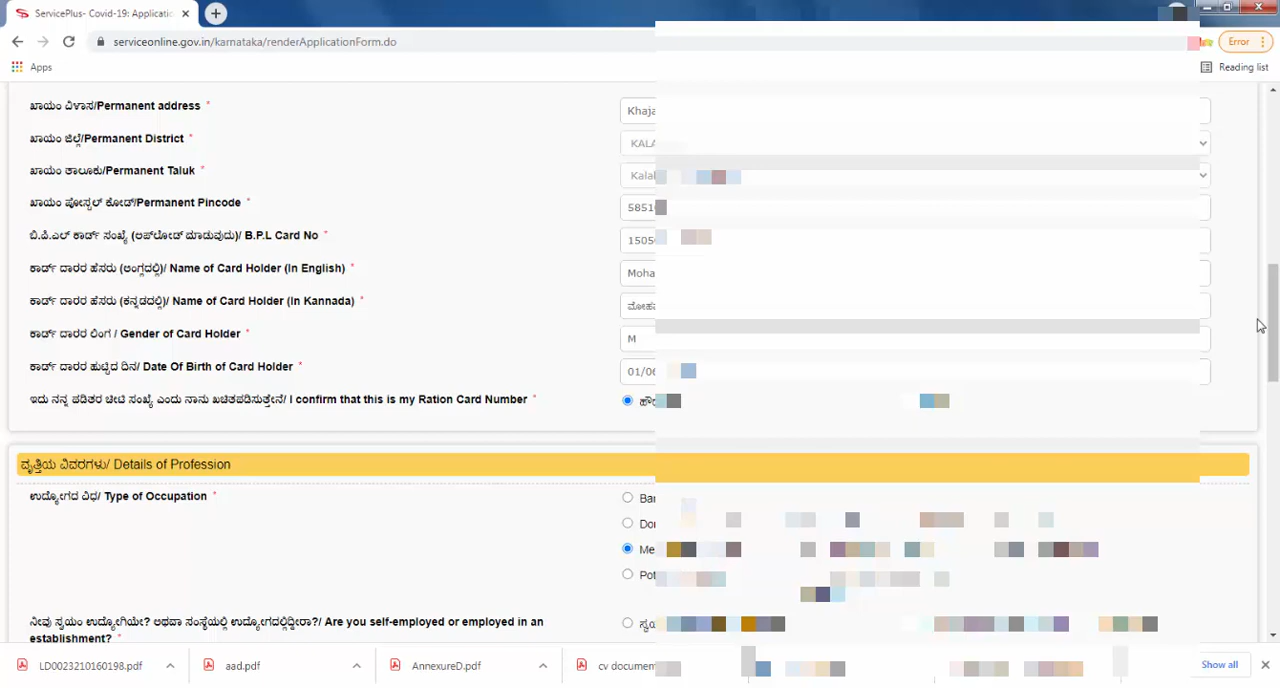 ServicePlus- Covid-19: Applicatio
serviceonline.gov.in/karnataka/renderApplicationForm.do
Error
Apps
Reading list
ಖಾಯಂ ವಿಳಾಸ/Permanent address *
Khaja
ಖಾಯಂ ಜಿಲ್ಲೆ/Permanent District *
KALA
ಖಾಯಂ ತಾಲೂಕು/Permanent Taluk *
Kalal
ಖಾಯಂ ಪೋಸ್ಟಲ್ ಕೋಡ್/Permanent Pincode *
5851
ಬಿ.ಪಿ.ಎಲ್ ಕಾರ್ಡ್ ಸಂಖ್ಯೆ (ಅಪ್ಲೋಡ್ ಮಾಡುವುದು)/ B.P.L Card No *
1505
ಕಾರ್ಡ್ ದಾರರ ಹೆಸರು (ಆಂಗ್ಲದಲ್ಲಿ)/ Name of Card Holder (In English) *
Moha
ಕಾರ್ಡ್ ದಾರರ ಹೆಸರು (ಕನ್ನಡದಲ್ಲಿ)/ Name of Card Holder (In Kannada) *
ಮೋಹ
ಕಾರ್ಡ್ ದಾರರ ಲಿಂಗ / Gender of Card Holder *
M
ಕಾರ್ಡ್ ದಾರರ ಹುಟ್ಟಿದ ದಿನ/ Date Of Birth of Card Holder *
01/06
ಇದು ನನ್ನ ಪಡಿತರ ಚೀಟಿ ಸಂಖ್ಯೆ ಎಂದು ನಾನು ಖಚಿತಪಡಿಸುತ್ತೇನೆ/ I confirm that this is my Ration Card Number *
ವೃತ್ತಿಯ ವಿವರಗಳು/ Details of Profession
ಉದ್ಯೋಗದ ವಿಧ/ Type of Occupation *
Bar
Dor
Me
Pot
ನೀವು ಸ್ವಯಂ ಉದ್ಯೋಗಿಯೇ? ಅಥವಾ ಸಂಸ್ಥೆಯಲ್ಲಿ ಉದ್ಯೋಗದಲ್ಲಿದ್ದೀರಾ?/ Are you self-employed or employed in an
establishment? *
LD0023210160198.pdf
aad.pdf
AnnexureD.pdf
cv documen
Show all